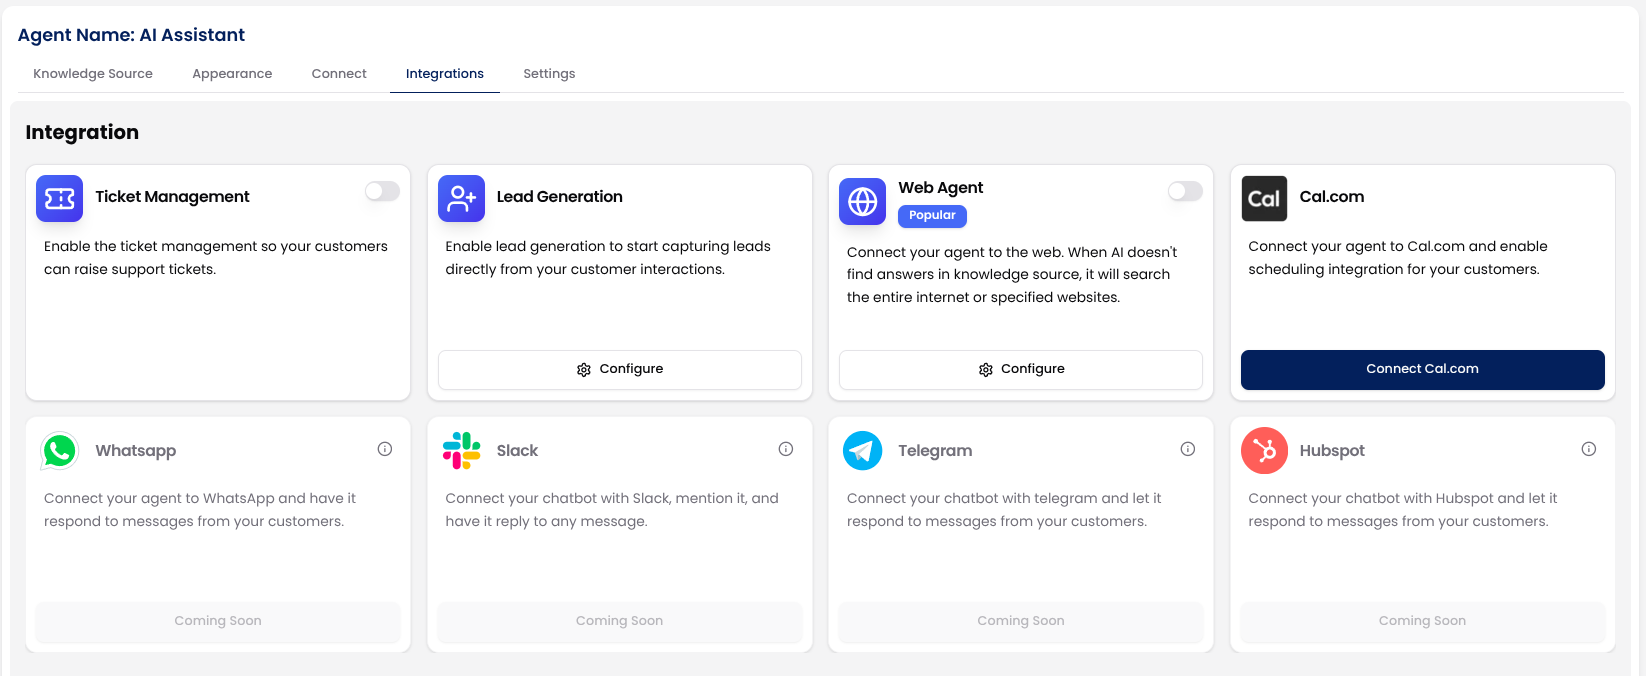 Agent Name: AI Assistant
Knowledge Source Appearance Connect Integrations Settings
Integration
Ticket Management
Enable the ticket management so your customers
can raise support tickets.
Lead Generation
Enable lead generation to start capturing leads
directly from your customer interactions.
Configure
Web Agent
Popular
Connect your agent to the web. When AI doesn't
find answers in knowledge source, it will search
the entire internet or specified websites.
Configure
Cal
Cal.com
Connect your agent to Cal.com and enable
scheduling integration for your customers.
Connect Cal.com
Whatsapp
Connect your agent to WhatsApp and have it
respond to messages from your customers.
Coming Soon
Slack
Connect your chatbot with Slack, mention it, and
have it reply to any message.
Coming Soon
Telegram
Connect your chatbot with telegram and let it
respond to messages from your customers.
Coming Soon
Hubspot
Connect your chatbot with Hubspot and let it
respond to messages from your customers.
Coming Soon